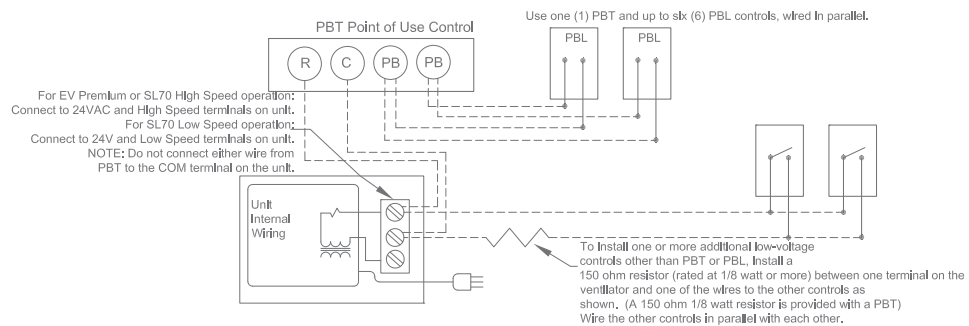 Use one (1) PBT and up to six (6) PBL controls, wired in parallel.
PBT Point of Use Control
PBL
PBL
R
C
PB
PB
For EV Premium or SL70 High Speed operation:
Connect to 24VAC and High Speed terminals on unit.
For SL70 Low Speed operation:
Connect to 24V and Low Speed terminals on unit.
NOTE: Do not connect either wire from
PBT to the COM terminal on the unit.
Unit
Internal
Wiring
To Install one or more additional low-voltage
controls other than PBT or PBL, Install a
150 ohm resistor (rated at 1/8 watt or more) between one terminal on the
ventilator and one of the wires to the other controls as
shown. (A 150 ohm 1/8 watt resistor is provided with a PBT)
Wire the other controls in parallel with each other.